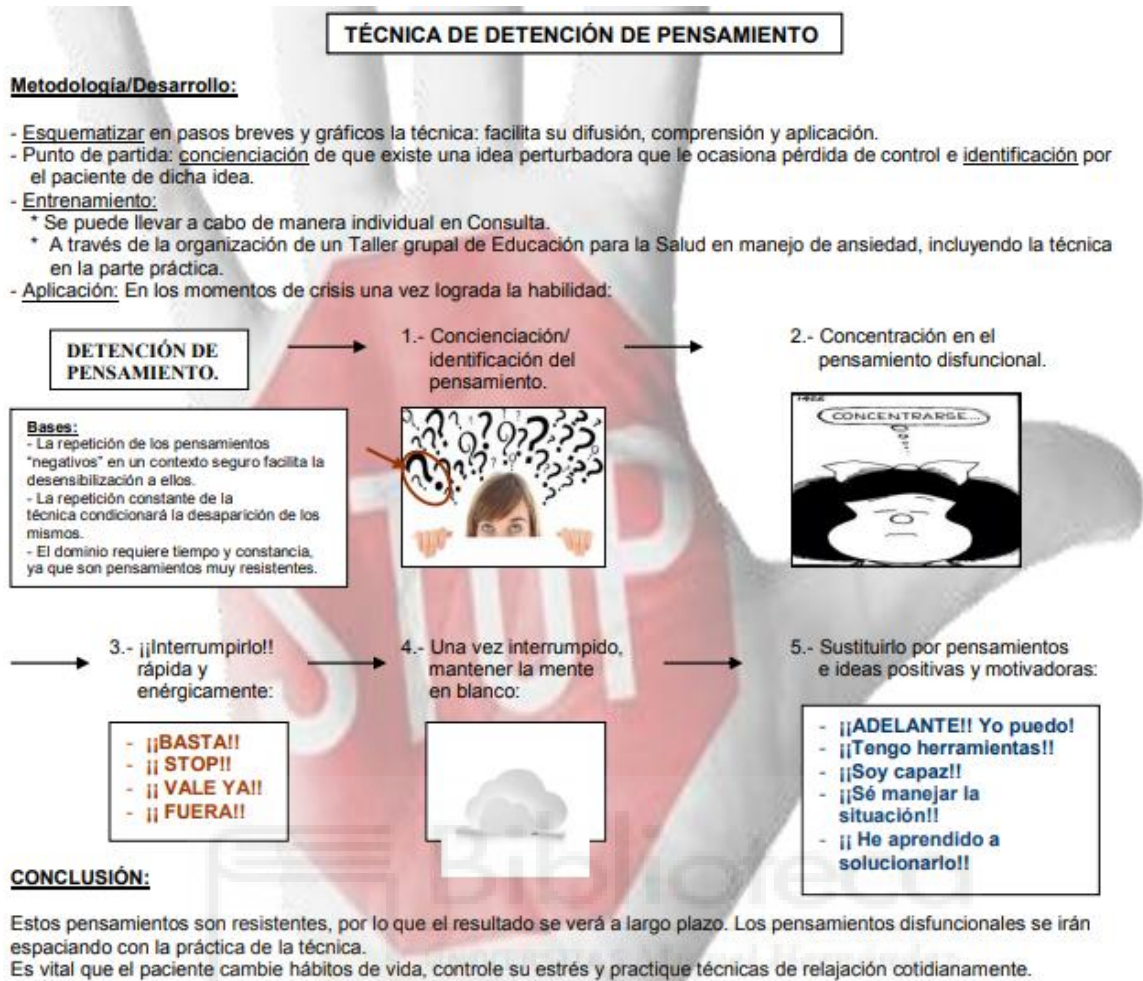 TÉCNICA DE DETENCIÓN DE PENSAMIENTO
Metodología/Desarrollo:
- Esquematizar en pasos breves y gráficos la técnica: facilita su difusión, comprensión y aplicación.
- Punto de partida: concienciación de que existe una idea perturbadora que le ocasiona pérdida de control e identificación por
el paciente de dicha idea.
- Entrenamiento:
* Se puede llevar a cabo de manera individual en Consulta.
* A través de la organización de un Taller grupal de Educación para la Salud en manejo de ansiedad, incluyendo la técnica
en la parte práctica.
- Aplicación: En los momentos de crisis una vez lograda la habilidad:
DETENCIÓN DE
PENSAMIENTO.
1.- Concienciación/
identificación del
pensamiento.
2.- Concentración en el
pensamiento disfuncional.
Bases:
- La repetición de los pensamientos
“negativos” en un contexto seguro facilita la
desensibilización a ellos.
- La repetición constante de la
técnica condicionará la desaparición de los
mismos.
- El dominio requiere tiempo y constancia,
ya que son pensamientos muy resistentes.
CONCENTRARSE...
STOP
3.- ¡¡Interrumpirlo!!
rápida y
enérgicamente:
4.- Una vez interrumpido,
mantener la mente
en blanco:
5.- Sustituirlo por pensamientos
e ideas positivas y motivadoras:
- ¡¡BASTA!!
- ¡¡ STOP!!
- ¡¡ VALE YA!!
- ¡¡ FUERA!!
- ¡¡ADELANTE!! Yo puedo!
- ¡¡Tengo herramientas!!
- ¡¡Soy capaz!!
- ¡¡Sé manejar la
situación!!
- ¡¡ He aprendido a
solucionarlo!!
Biblioteca
CONCLUSIÓN:
Estos pensamientos son resistentes, por lo que el resultado se verá a largo plazo. Los pensamientos disfuncionales se irán
espaciando con la práctica de la técnica.
Es vital que el paciente cambie hábitos de vida, controle su estrés y practique técnicas de relajación cotidianamente.